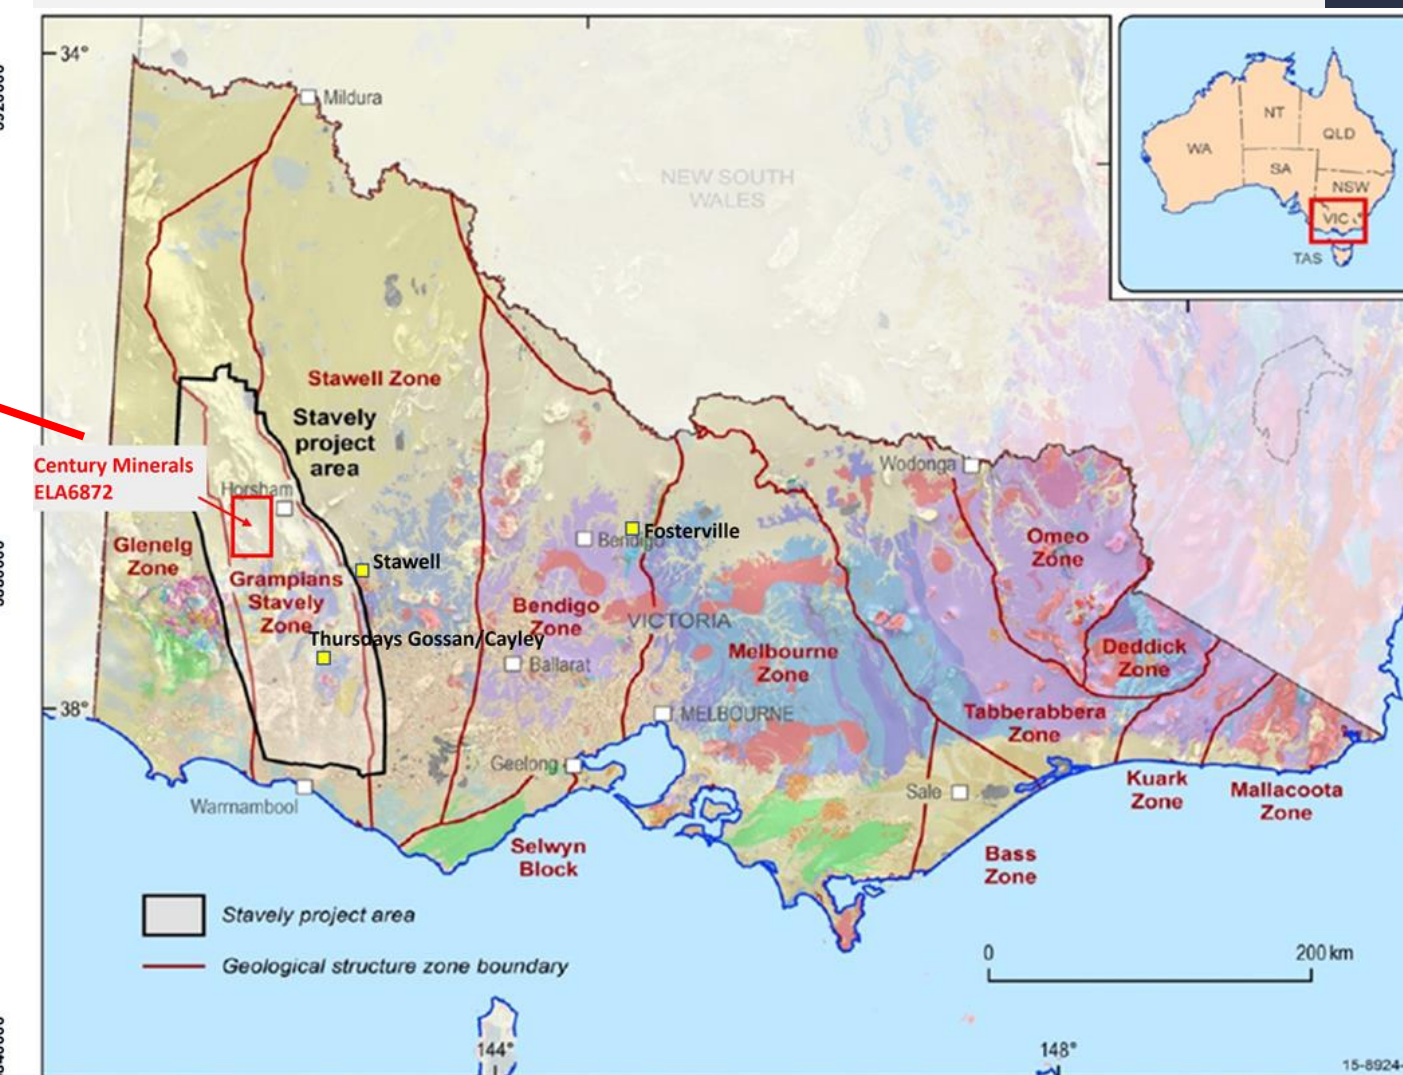 34°
Mildura
NEW SOUTH
WALES
NT
WA
QLD
SA
NSW
VIC
TAS
Stawell Zone
Stavely
project
area
Century Minerals
ELA6872
Horsham
Wodonga
Glenelg
Zone
Stawell
Bendigo
Fosterville
Omeo
Zone
Grampians
Stavely
Zone
Thursdays Gossan/Cayley
Bendigo
Zone
VICTORIA
Ballarat
Melbourne
Zone
Deddick
Zone
38°
MELBOURNE
Tabberabbera
Zone
Geelong
Warrnambool
Sale
Kuark
Zone
Mallacoota
Zone
Selwyn
Block
Bass
Zone
Stavely project area
Geological structure zone boundary
0
200 km
144°
148°
15-8924-